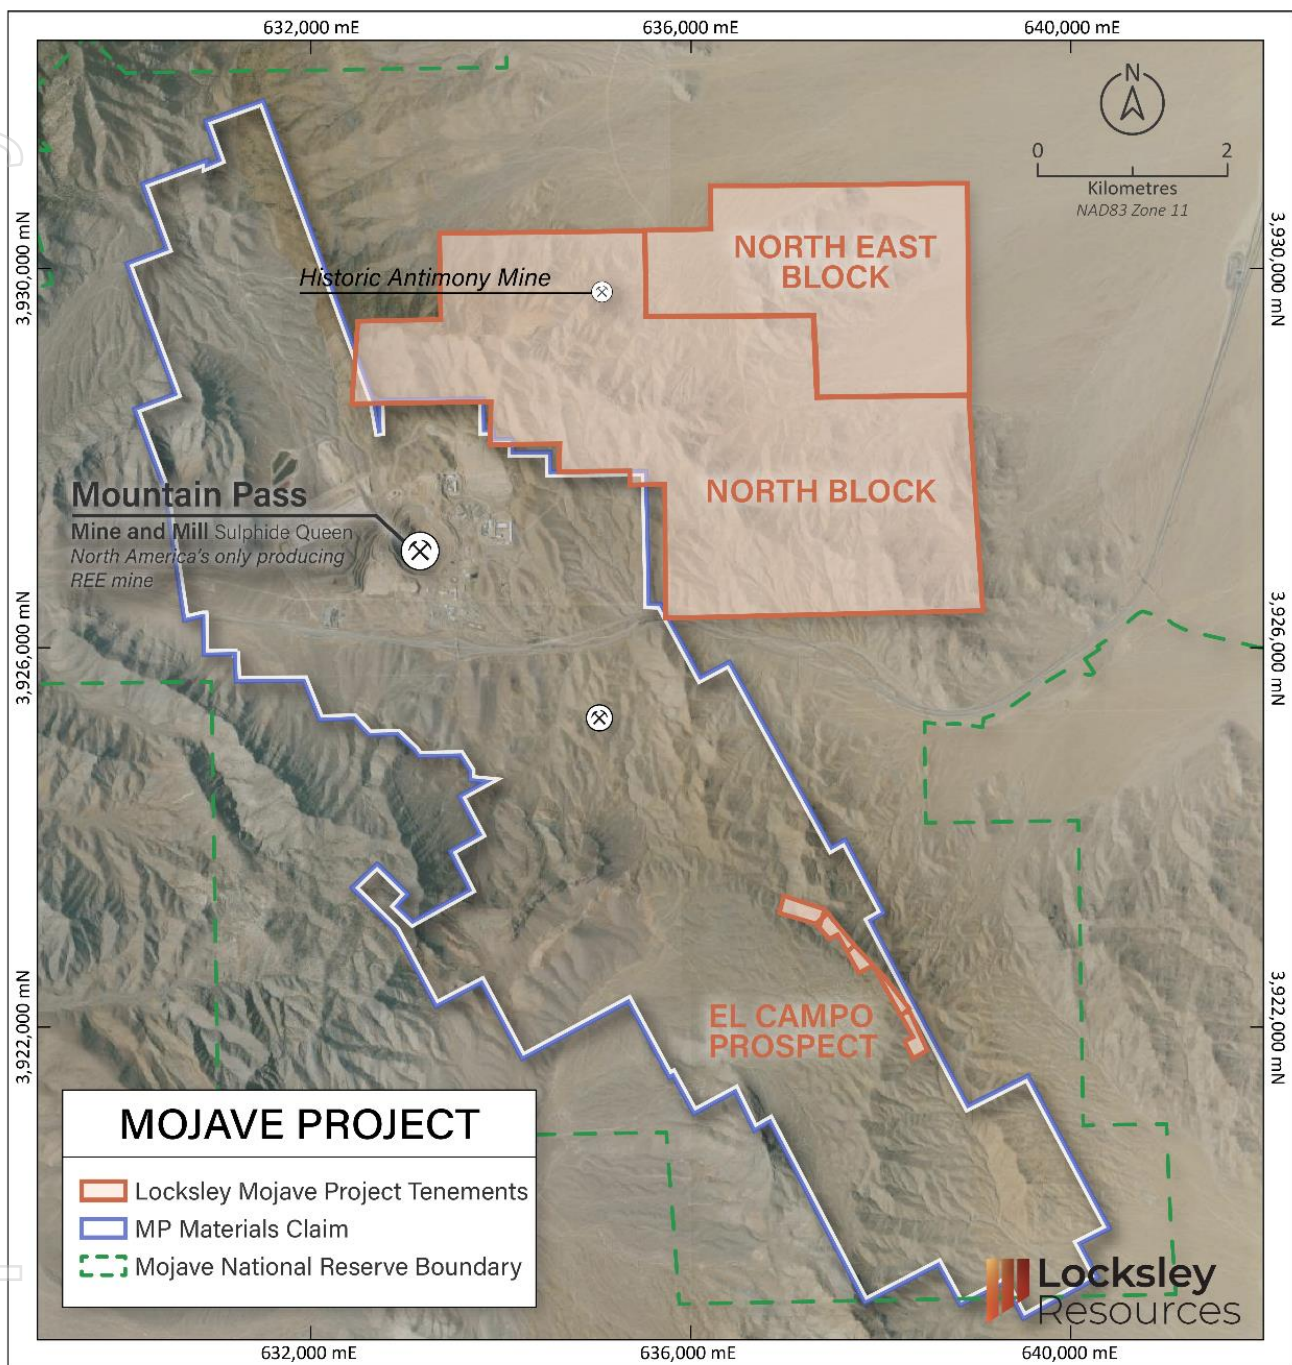 632,000 mE
636,000 mE
640,000 mE
N
0
2
Kilometres
NAD83 Zone 11
3,930,000 mN
3,930,000 mN
NORTH EAST
BLOCK
Historic Antimony Mine
NORTH BLOCK
Mountain Pass
Mine and Mill Sulphide Queen
North America's only producing
REE mine
3,926,000 mN
3,926,000 mN
EL CAMPO
PROSPECT
3,922,000 mN
3,922,000 mN
MOJAVE PROJECT
Locksley Mojave Project Tenements
MP Materials Claim
Mojave National Reserve Boundary
Locksley
Resources
632,000 mE
636,000 mE
640,000 mE